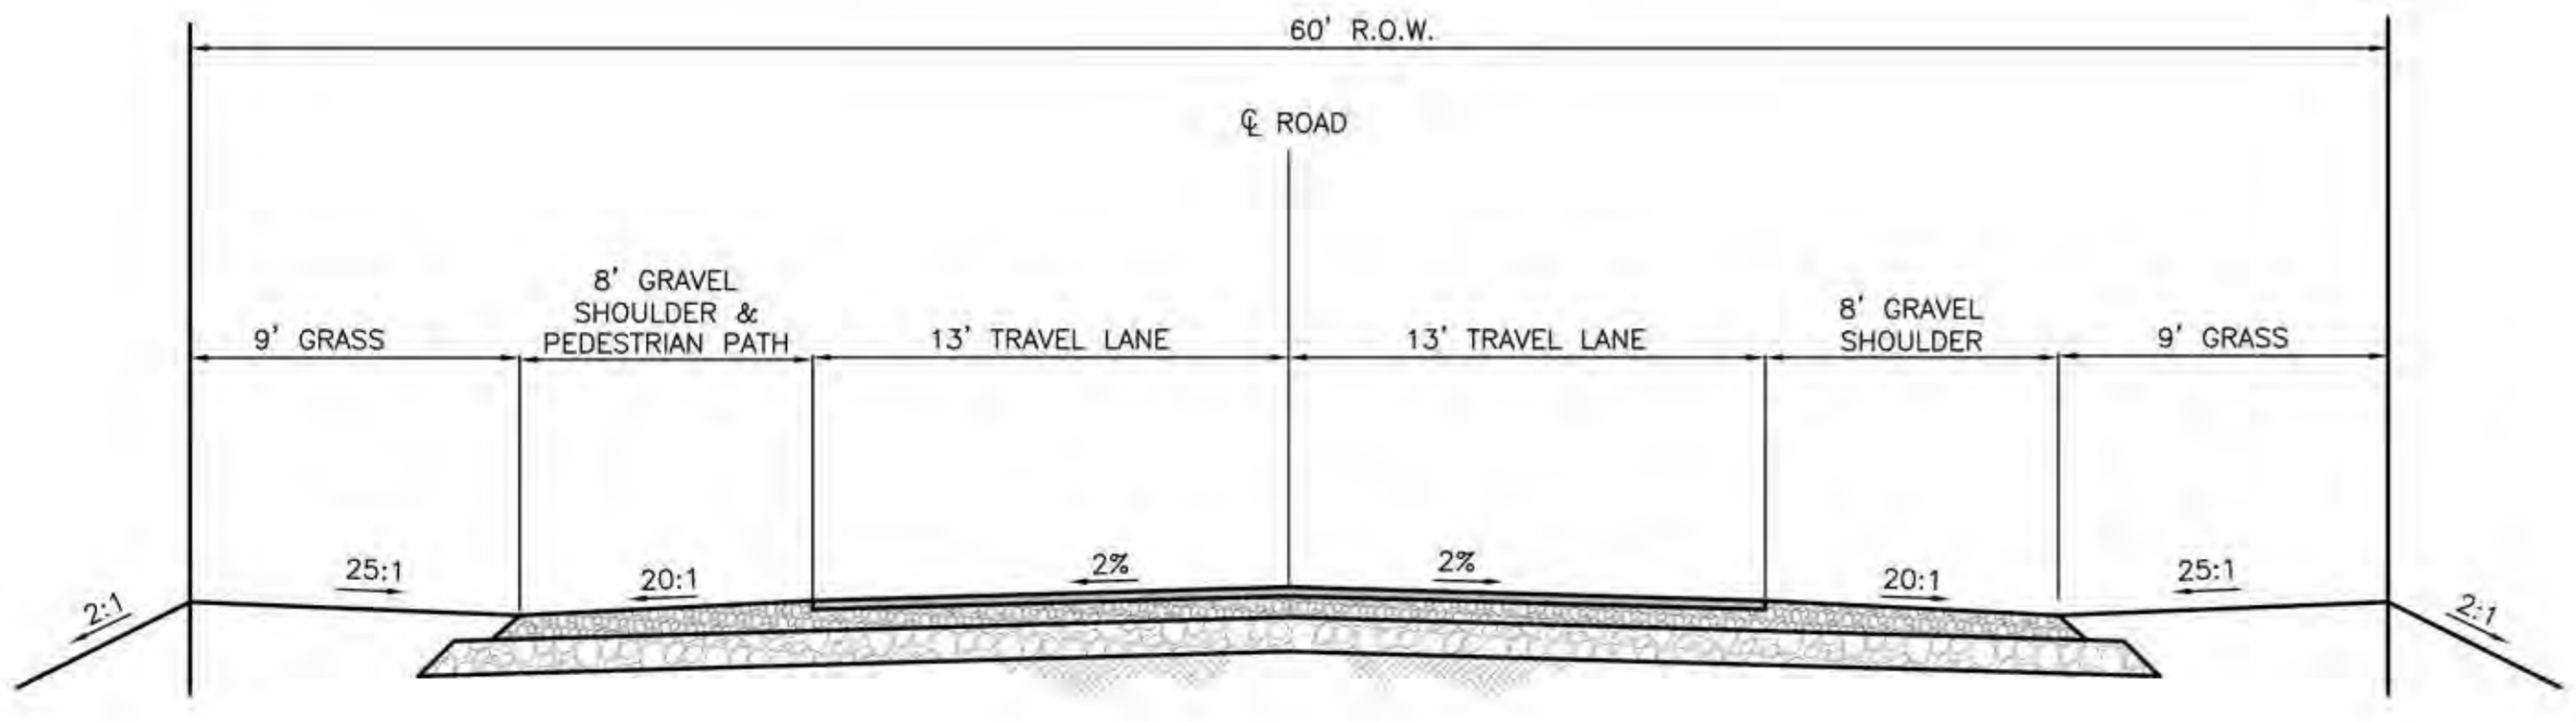 60' R.O.W.
℄ ROAD
9' GRASS
8' GRAVEL
SHOULDER &
PEDESTRIAN PATH
13' TRAVEL LANE
13' TRAVEL LANE
8' GRAVEL
SHOULDER
9' GRASS
2:1
25:1
20:1
2%
2%
20:1
25:1
2:1